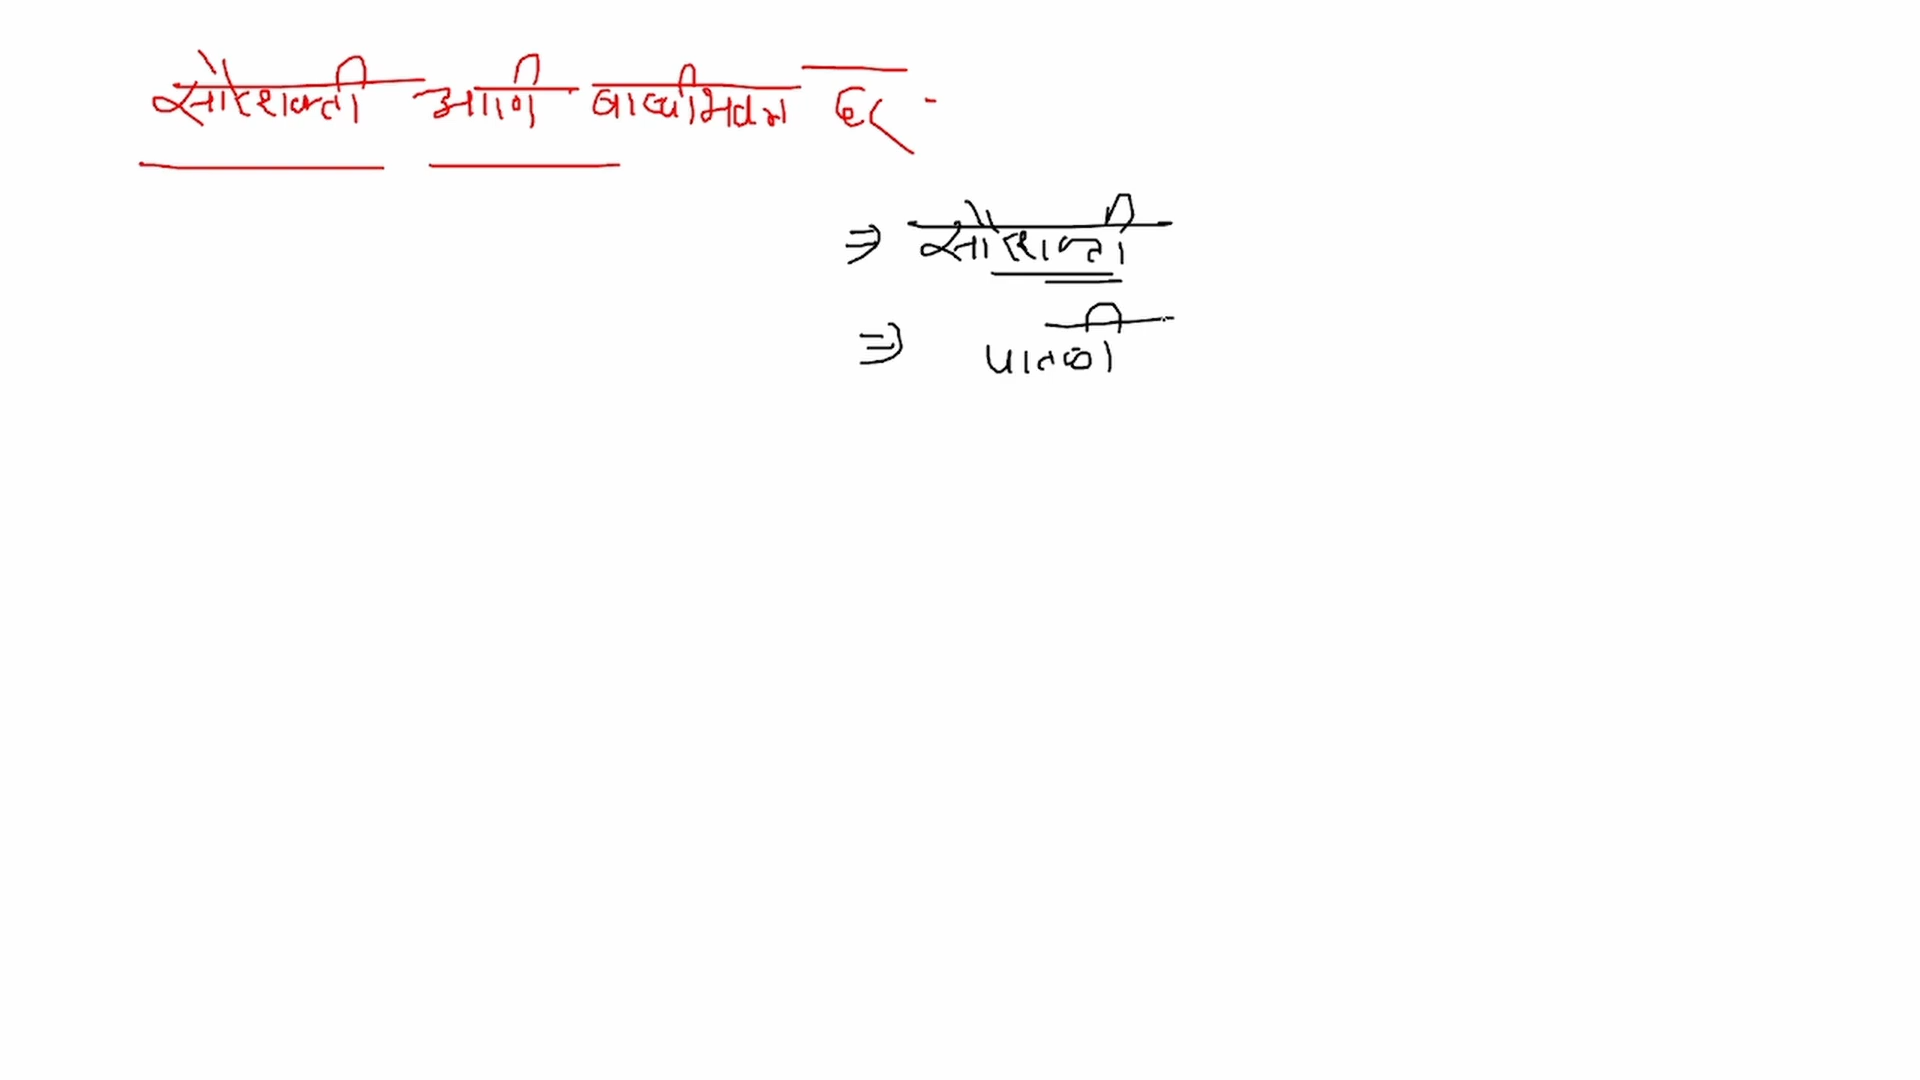 सौरशक्ती आणि बाष्पीभवन दर
⇒ सौरशक्ती
⇒ पातळी